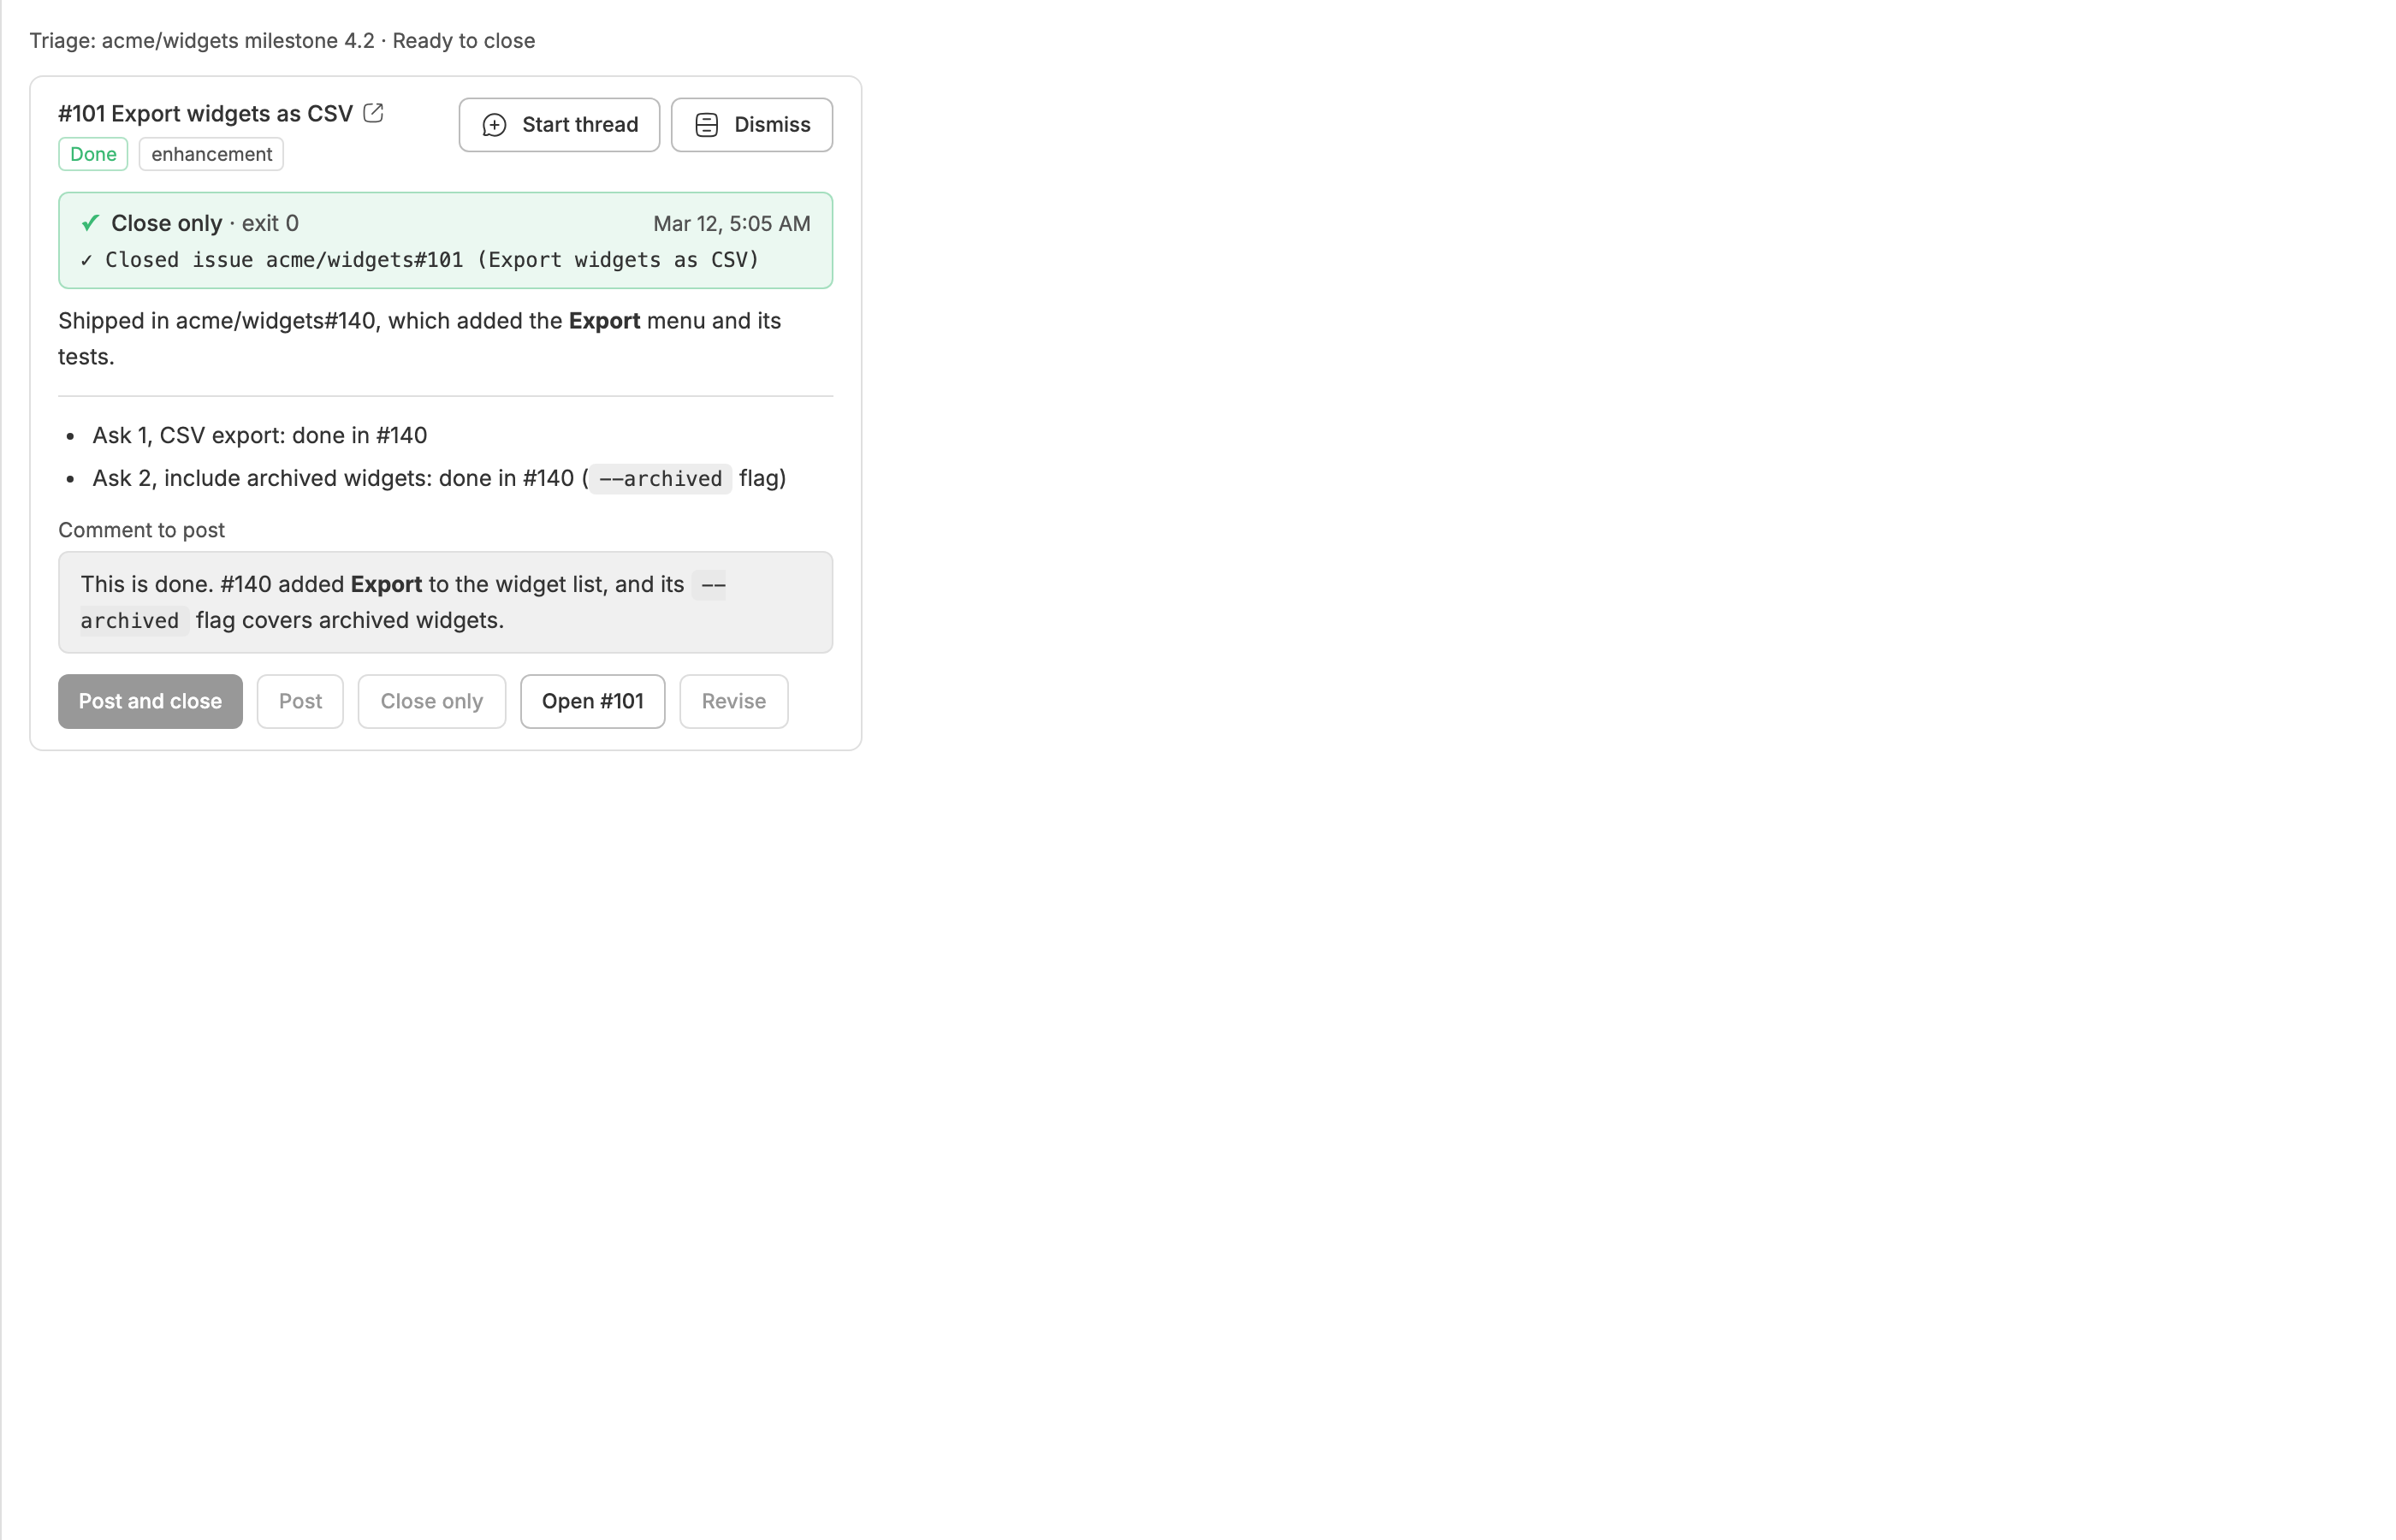 Triage: acme/widgets milestone 4.2 · Ready to close
#101 Export widgets as CSV
Start thread
Dismiss
Done
enhancement
✓ Close only · exit 0
Mar 12, 5:05 AM
✓ Closed issue acme/widgets#101 (Export widgets as CSV)
Shipped in acme/widgets#140, which added the Export menu and its
tests.
• Ask 1, CSV export: done in #140
• Ask 2, include archived widgets: done in #140 (--archived flag)
Comment to post
This is done. #140 added Export to the widget list, and its --
archived flag covers archived widgets.
Post and close
Post
Close only
Open #101
Revise